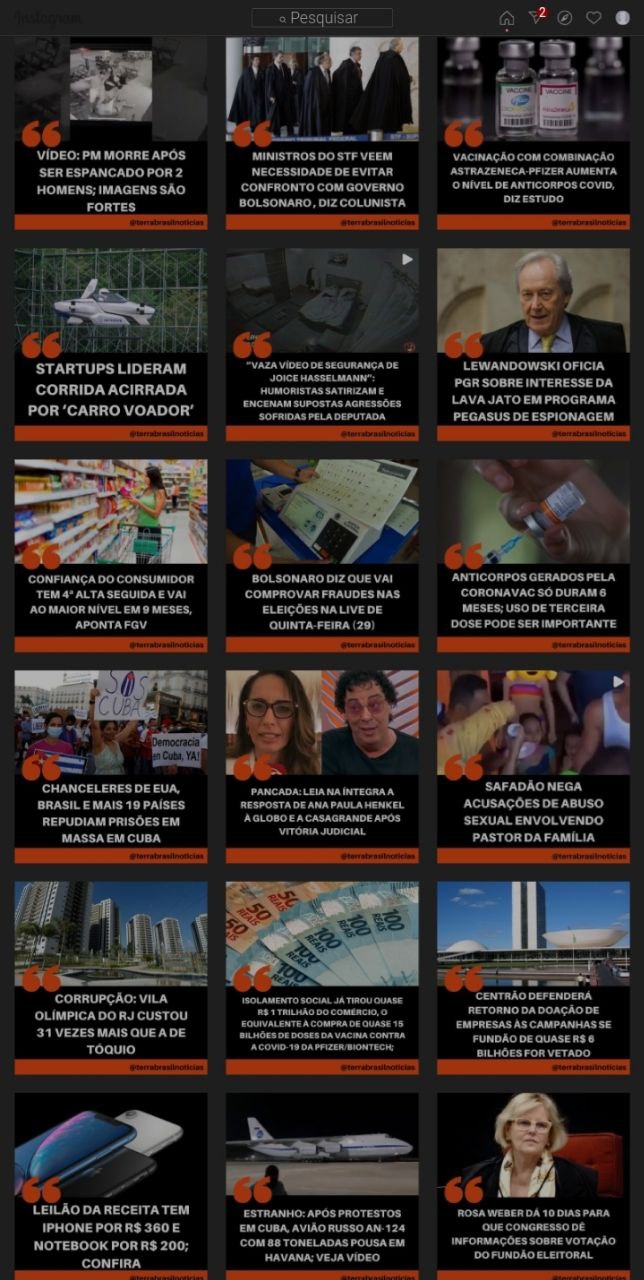 Instagram
Pesquisar
2
VÍDEO: PM MORRE APÓS
SER ESPANCADO POR 2
HOMENS; IMAGENS SÃO
FORTES
@terrabrasilnoticias
MINISTROS DO STF VEEM
NECESSIDADE DE EVITAR
CONFRONTO COM GOVERNO
BOLSONARO , DIZ COLUNISTA
@terrabrasilnoticias
VACCINE
VACCINE
VACINAÇÃO COM COMBINAÇÃO
ASTRAZENECA-PFIZER AUMENTA
O NÍVEL DE ANTICORPOS COVID,
DIZ ESTUDO
@terrabrasilnoticias
STARTUPS LIDERAM
CORRIDA ACIRRADA
POR ‘CARRO VOADOR’
@terrabrasilnoticias
“VAZA VÍDEO DE SEGURANÇA DE
JOICE HASSELMANN”:
HUMORISTAS SATIRIZAM E
ENCENAM SUPOSTAS AGRESSÕES
SOFRIDAS PELA DEPUTADA
@terrabrasilnoticias
LEWANDOWSKI OFICIA
PGR SOBRE INTERESSE DA
LAVA JATO EM PROGRAMA
PEGASUS DE ESPIONAGEM
@terrabrasilnoticias
CONFIANÇA DO CONSUMIDOR
TEM 4ª ALTA SEGUIDA E VAI
AO MAIOR NÍVEL EM 9 MESES,
APONTA FGV
@terrabrasilnoticias
BOLSONARO DIZ QUE VAI
COMPROVAR FRAUDES NAS
ELEIÇÕES NA LIVE DE
QUINTA-FEIRA (29)
@terrabrasilnoticias
ANTICORPOS GERADOS PELA
CORONAVAC SÓ DURAM 6
MESES; USO DE TERCEIRA
DOSE PODE SER IMPORTANTE
@terrabrasilnoticias
SOS
CUBA
Democracia
en Cuba, YA!
CHANCELERES DE EUA,
BRASIL E MAIS 19 PAÍSES
REPUDIAM PRISÕES EM
MASSA EM CUBA
@terrabrasilnoticias
PANCADA: LEIA NA ÍNTEGRA A
RESPOSTA DE ANA PAULA HENKEL
À GLOBO E A CASAGRANDE APÓS
VITÓRIA JUDICIAL
@terrabrasilnoticias
SAFADÃO NEGA
ACUSAÇÕES DE ABUSO
SEXUAL ENVOLVENDO
PASTOR DA FAMÍLIA
@terrabrasilnoticias
CORRUPÇÃO: VILA
OLÍMPICA DO RJ CUSTOU
31 VEZES MAIS QUE A DE
TÓQUIO
@terrabrasilnoticias
50
REAIS
50
REAIS
100
REAIS
100
REAIS
100
REAIS
ISOLAMENTO SOCIAL JÁ TIROU QUASE
R$ 1 TRILHÃO DO COMÉRCIO, O
EQUIVALENTE À COMPRA DE QUASE 15
BILHÕES DE DOSES DA VACINA CONTRA
A COVID-19 DA PFIZER/BIONTECH;
@terrabrasilnoticias
CENTRÃO DEFENDERÁ
RETORNO DA DOAÇÃO DE
EMPRESAS ÀS CAMPANHAS SE
FUNDÃO DE QUASE R$ 6
BILHÕES FOR VETADO
@terrabrasilnoticias
LEILÃO DA RECEITA TEM
IPHONE POR R$ 360 E
NOTEBOOK POR R$ 200;
CONFIRA
@terrabrasilnoticias
ESTRANHO: APÓS PROTESTOS
EM CUBA, AVIÃO RUSSO AN-124
COM 88 TONELADAS POUSA EM
HAVANA; VEJA VÍDEO
@terrabrasilnoticias
ROSA WEBER DÁ 10 DIAS PARA
QUE CONGRESSO DÊ
INFORMAÇÕES SOBRE VOTAÇÃO
DO FUNDÃO ELEITORAL
@terrabrasilnoticias